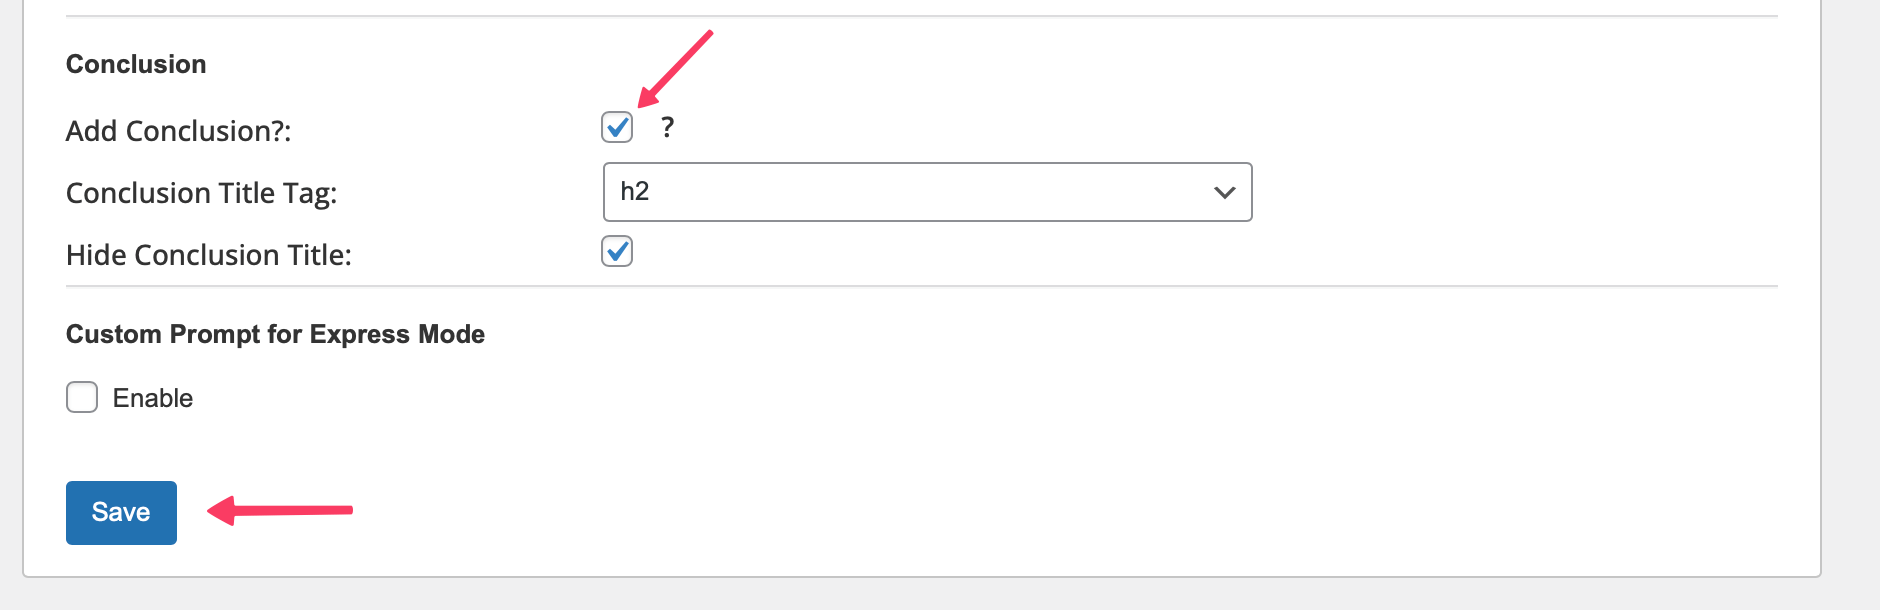 Conclusion
Add Conclusion?: ?
Conclusion Title Tag: h2
Hide Conclusion Title:
Custom Prompt for Express Mode
Enable
Save